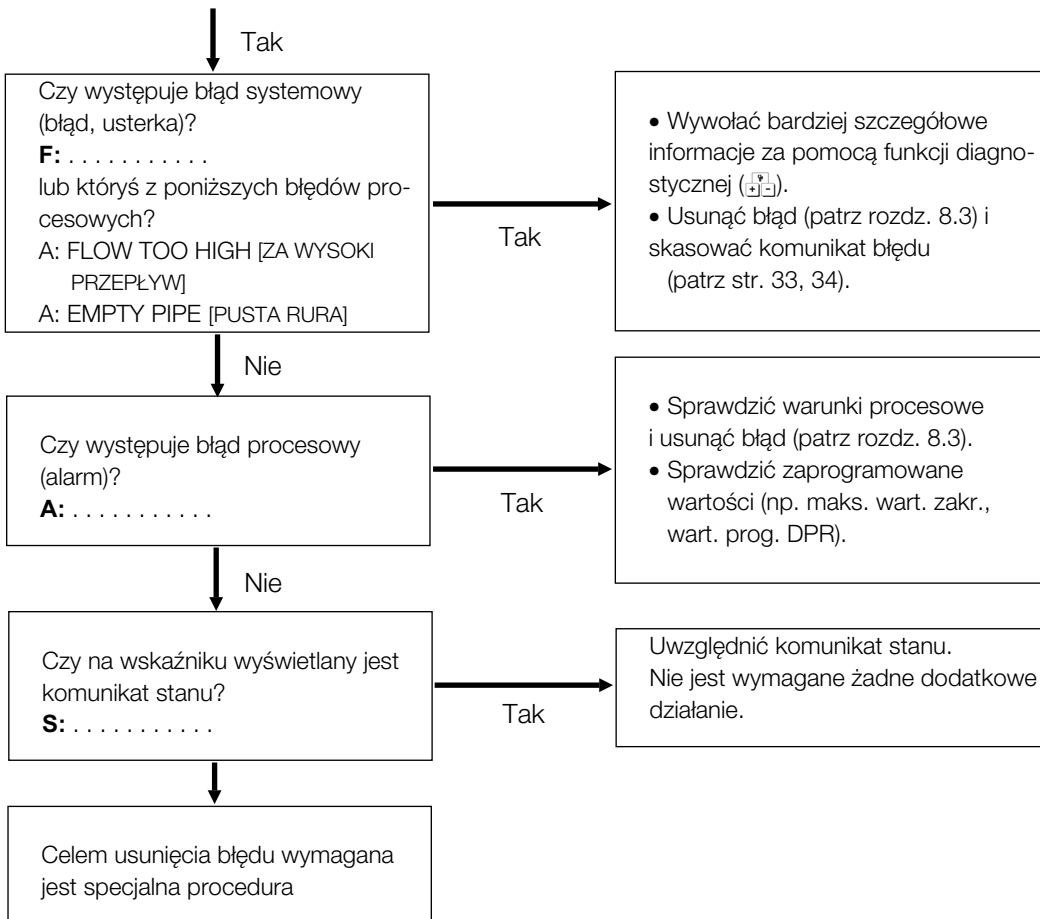 Tak
Czy występuje błąd systemowy
(błąd, usterka)?
F: . . . . . . . . . . .
lub któryś z poniższych błędów pro-
cesowych?
A: FLOW TOO HIGH [ZA WYSOKI
PRZEPŁYW]
A: EMPTY PIPE [PUSTA RURA]
Tak
• Wywołać bardziej szczegółowe
informacje za pomocą funkcji diagno-
stycznej (+ -).
• Usunąć błąd (patrz rozdz. 8.3) i
skasować komunikat błędu
(patrz str. 33, 34).
Nie
Czy występuje błąd procesowy
(alarm)?
A: . . . . . . . . . . .
Tak
• Sprawdzić warunki procesowe
i usunąć błąd (patrz rozdz. 8.3).
• Sprawdzić zaprogramowane
wartości (np. maks. wart. zakr.,
wart. prog. DPR).
Nie
Czy na wskaźniku wyświetlany jest
komunikat stanu?
S: . . . . . . . . . . .
Tak
Uwzględnić komunikat stanu.
Nie jest wymagane żadne dodatkowe
działanie.
Celem usunięcia błędu wymagana
jest specjalna procedura